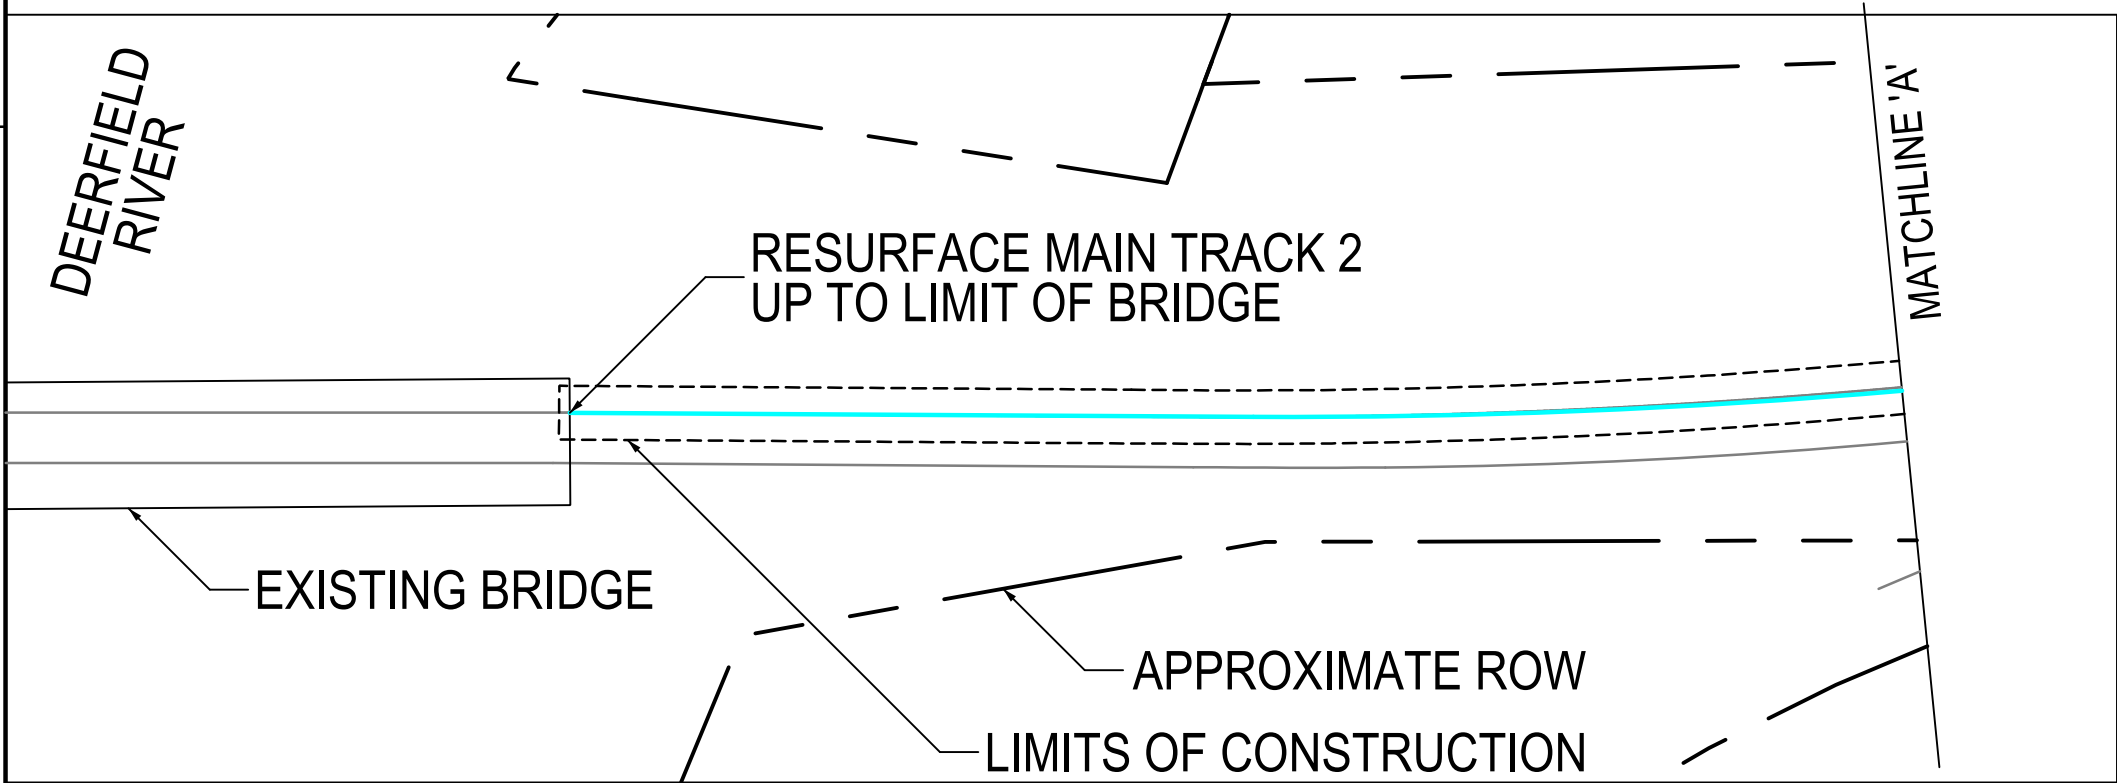 DEERFIELD
RIVER
MATCHLINE 'A'
RESURFACE MAIN TRACK 2
UP TO LIMIT OF BRIDGE
EXISTING BRIDGE
APPROXIMATE ROW
LIMITS OF CONSTRUCTION